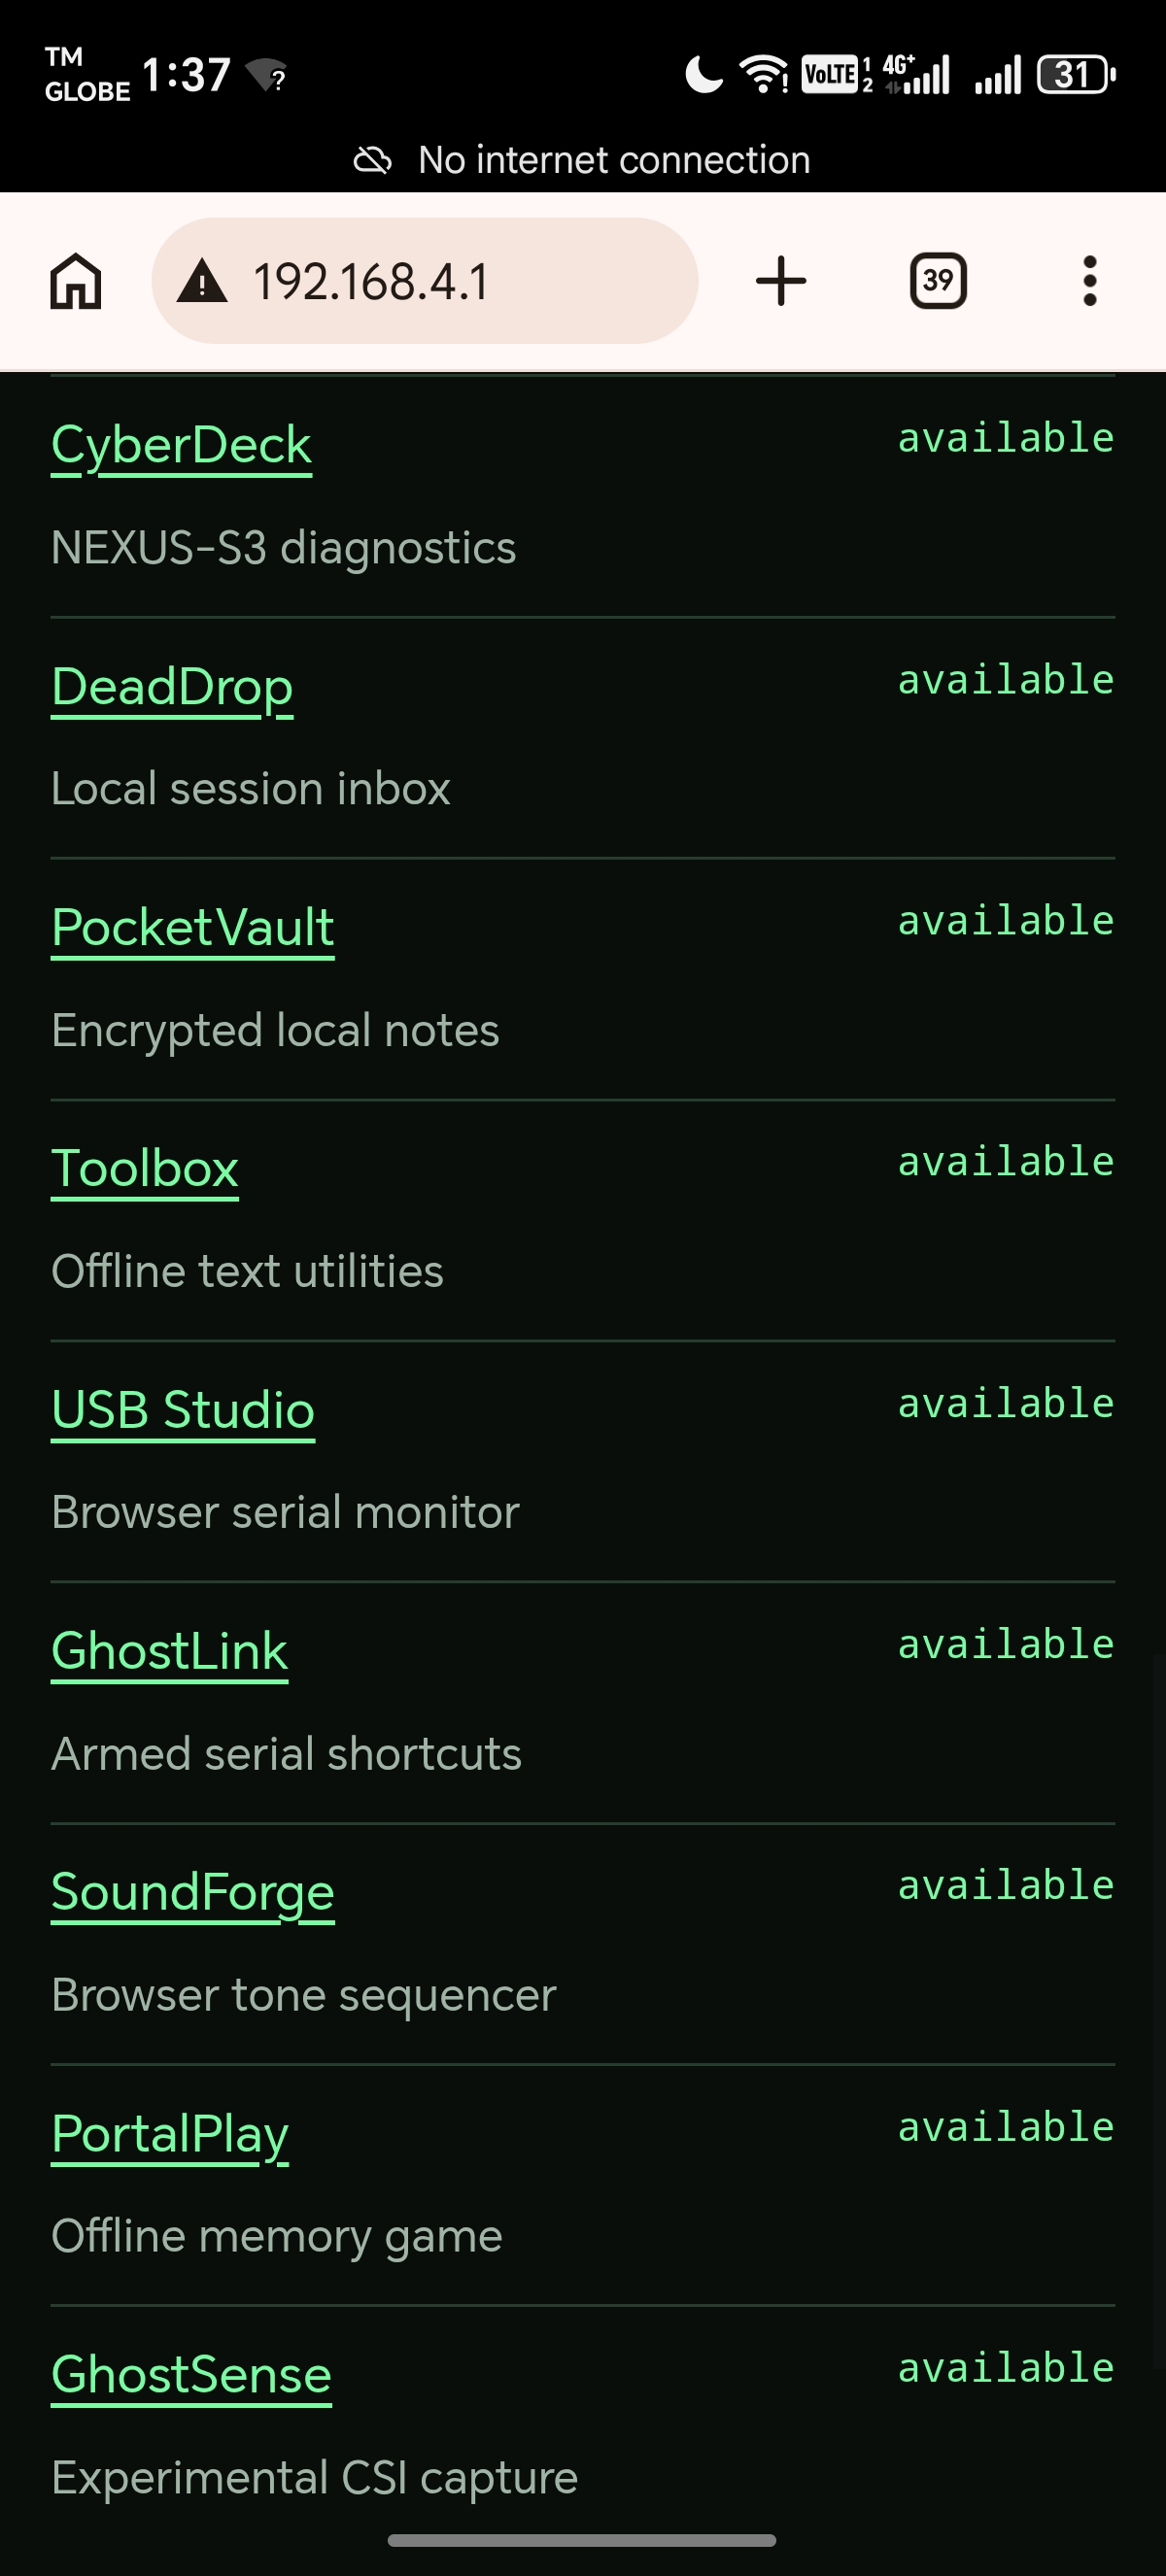 TM
GLOBE
1:37
?
!
VoLTE
1
2
4G+
31
No internet connection
192.168.4.1
39
CyberDeck
available
NEXUS-S3 diagnostics
DeadDrop
available
Local session inbox
PocketVault
available
Encrypted local notes
Toolbox
available
Offline text utilities
USB Studio
available
Browser serial monitor
GhostLink
available
Armed serial shortcuts
SoundForge
available
Browser tone sequencer
PortalPlay
available
Offline memory game
GhostSense
available
Experimental CSI capture